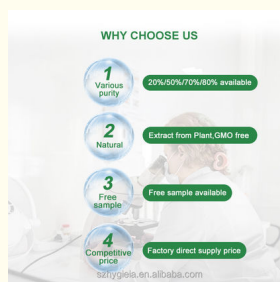 WHY CHOOSE US
1
Various
purity
20%/50%/70%/80% available
2
Natural
Extract from Plant,GMO free
3
Free
sample
Free sample available
4
Competitive
price
Factory direct supply price
szhygieia.en.alibaba.com